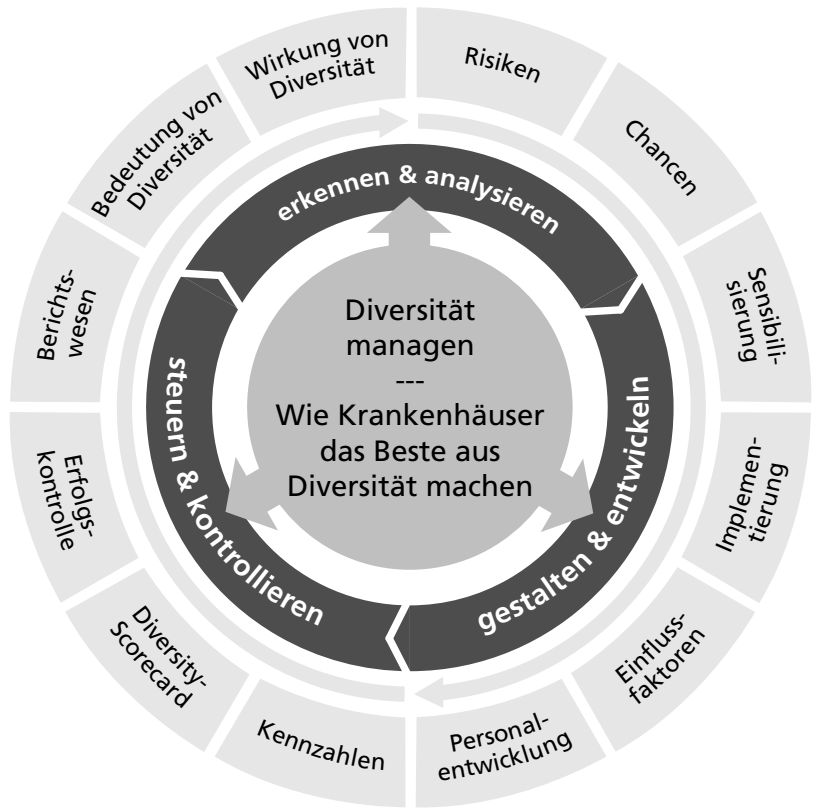 Wirkung von
Diversität
Risiken
Chancen
Sensibili-
sierung
Implemen-
tierung
Einfluss-
faktoren
Personal-
entwicklung
Kennzahlen
Diversity-
Scorecard
Erfolgs-
kontrolle
Berichts-
wesen
Bedeutung von
Diversität
erkennen & analysieren
gestalten & entwickeln
steuern & kontrollieren
Diversität
managen
---
Wie Krankenhäuser
das Beste aus
Diversität machen